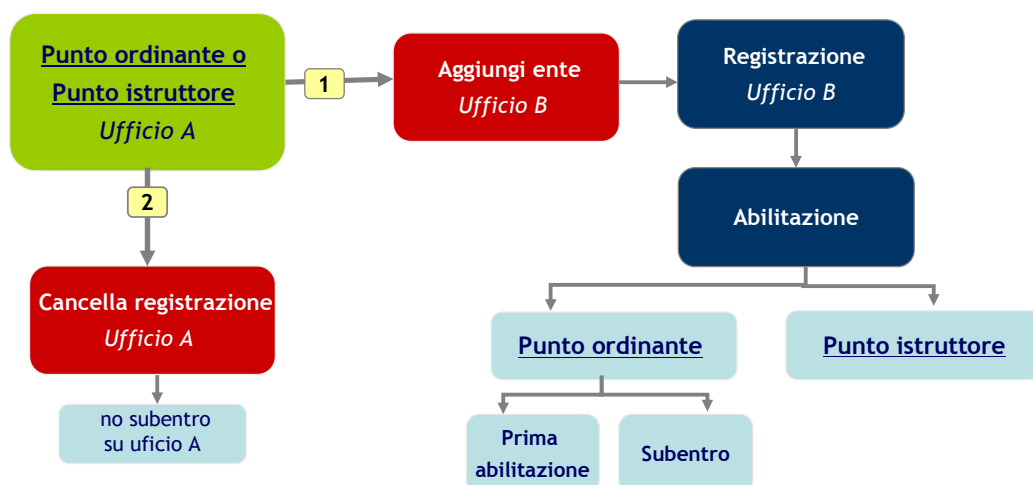 Punto ordinante o
Punto istruttore
Ufficio A
1
Aggiungi ente
Ufficio B
Registrazione
Ufficio B
2
Abilitazione
Cancella registrazione
Ufficio A
Punto ordinante
Punto istruttore
no subentro
su uficio A
Prima
abilitazione
Subentro